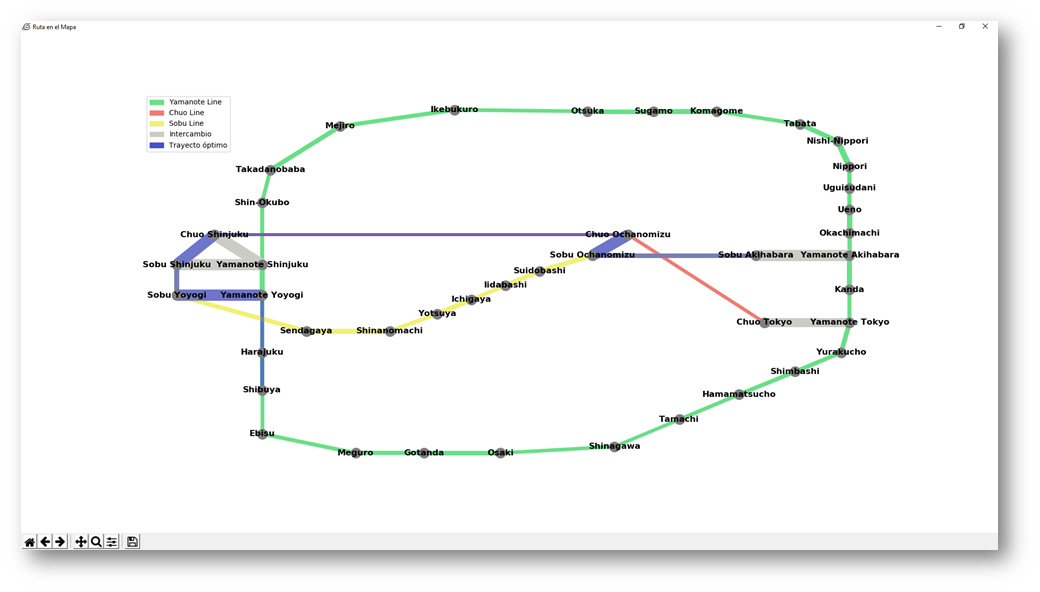 Ruta en el Mapa
Yamanote Line
Chuo Line
Sobu Line
Intercambio
Trayecto óptimo
Ikebukuro
Otsuka
Sugamo
Komagome
Mejiro
Tabata
Nishi-Nippori
Takadanobaba
Nippori
Uguisudani
Shin-Okubo
Ueno
Chuo Shinjuku
Chuo Ochanomizu
Okachimachi
Sobu Ochanomizu
Sobu Akihabara
Yamanote Akihabara
Sobu Shinjuku
Yamanote Shinjuku
Suidobashi
Iidabashi
Kanda
Sobu Yoyogi
Yamanote Yoyogi
Ichigaya
Yotsuya
Chuo Tokyo
Yamanote Tokyo
Sendagaya
Shinanomachi
Harajuku
Yurakucho
Shimbashi
Shibuya
Hamamatsucho
Tamachi
Ebisu
Shinagawa
Meguro
Gotanda
Osaki